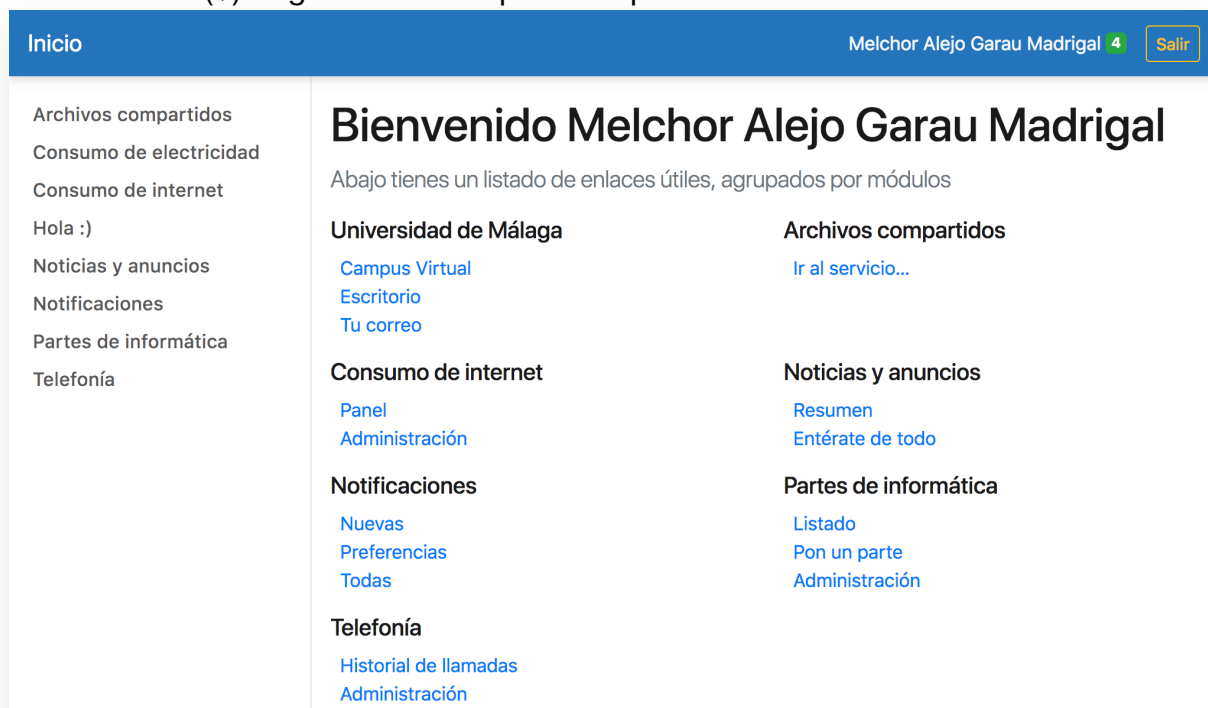 Inicio
Melchor Alejo Garau Madrigal 4 Salir
Archivos compartidos
Consumo de electricidad
Consumo de internet
Hola :)
Noticias y anuncios
Notificaciones
Partes de informática
Telefonía
Bienvenido Melchor Alejo Garau Madrigal
Abajo tienes un listado de enlaces útiles, agrupados por módulos
Universidad de Málaga
Campus Virtual
Escritorio
Tu correo
Archivos compartidos
Ir al servicio...
Consumo de internet
Panel
Administración
Noticias y anuncios
Resumen
Entérate de todo
Notificaciones
Nuevas
Preferencias
Todas
Partes de informática
Listado
Pon un parte
Administración
Telefonía
Historial de llamadas
Administración